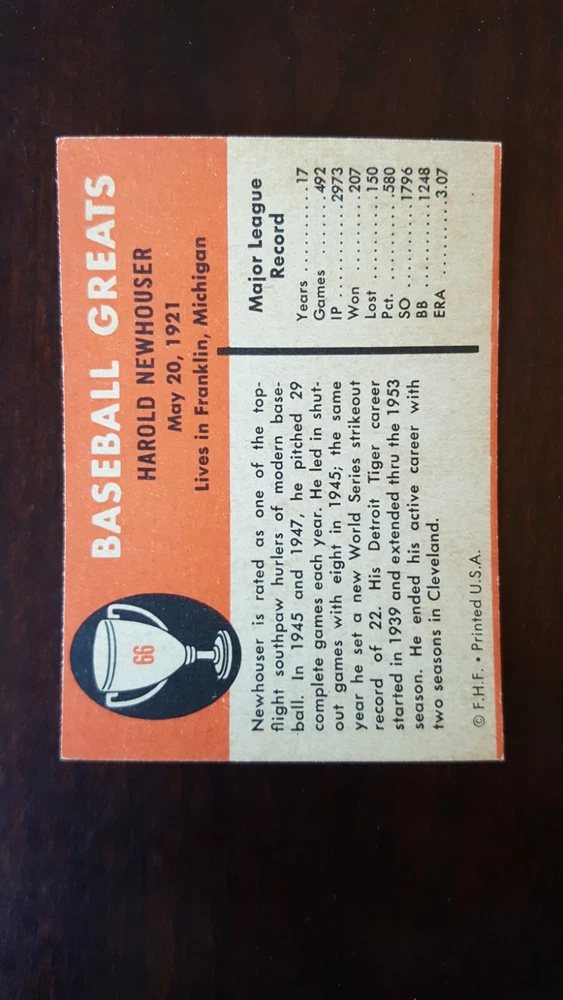 BASEBALL GREATS
HAROLD NEWHOUSER
May 20, 1921
Lives in Franklin, Michigan
66
Newhouser is rated as one of the top-
flight southpaw hurlers of modern base-
ball. In 1945 and 1947, he pitched 29
complete games each year. He led in shut-
out games with eight in 1945; the same
year he set a new World Series strikeout
record of 22. His Detroit Tiger career
started in 1939 and extended thru the 1953
season. He ended his active career with
two seasons in Cleveland.
© F.H.F. • Printed U.S.A.
Major League
Record
Years ..........17
Games ........492
IP ............2973
Won ..........207
Lost ..........150
Pct. ..........580
SO ..........1796
BB ..........1248
ERA ..........3.07